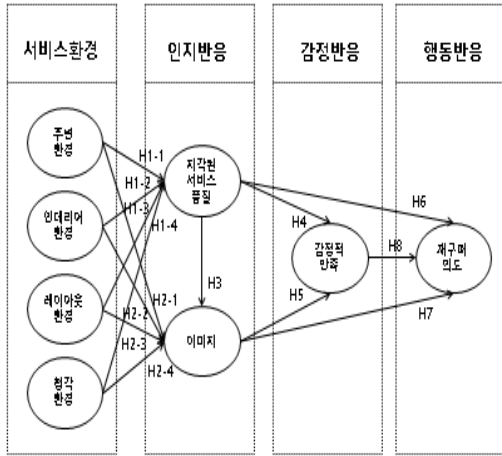 서비스환경
인지반응
감정반응
행동반응
주변
환경
인테리어
환경
레이아웃
환경
청각
환경
지각된
서비스
품질
이미지
감정적
만족
재구매
의도
H1-1
H1-2
H1-3
H1-4
H2-1
H2-2
H2-3
H2-4
H3
H4
H5
H6
H7
H8